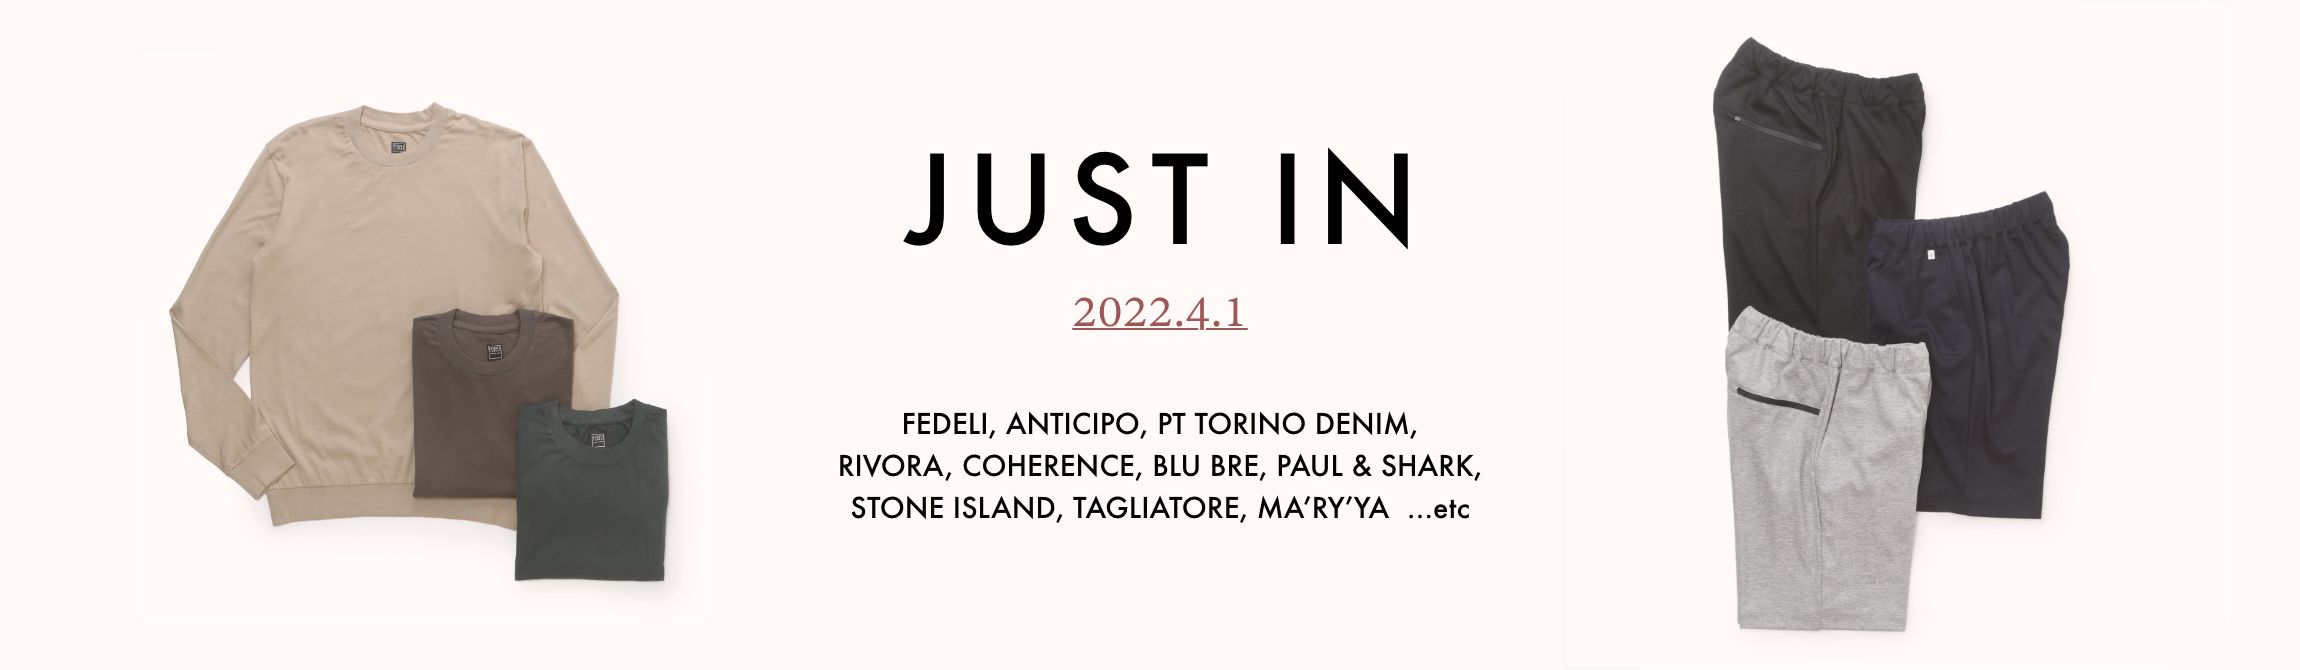 JUST IN
2022.4.1
FEDELI, ANTICIPO, PT TORINO DENIM,
RIVORA, COHERENCE, BLU BRE, PAUL & SHARK,
STONE ISLAND, TAGLIATORE, MA’RY’YA ...etc